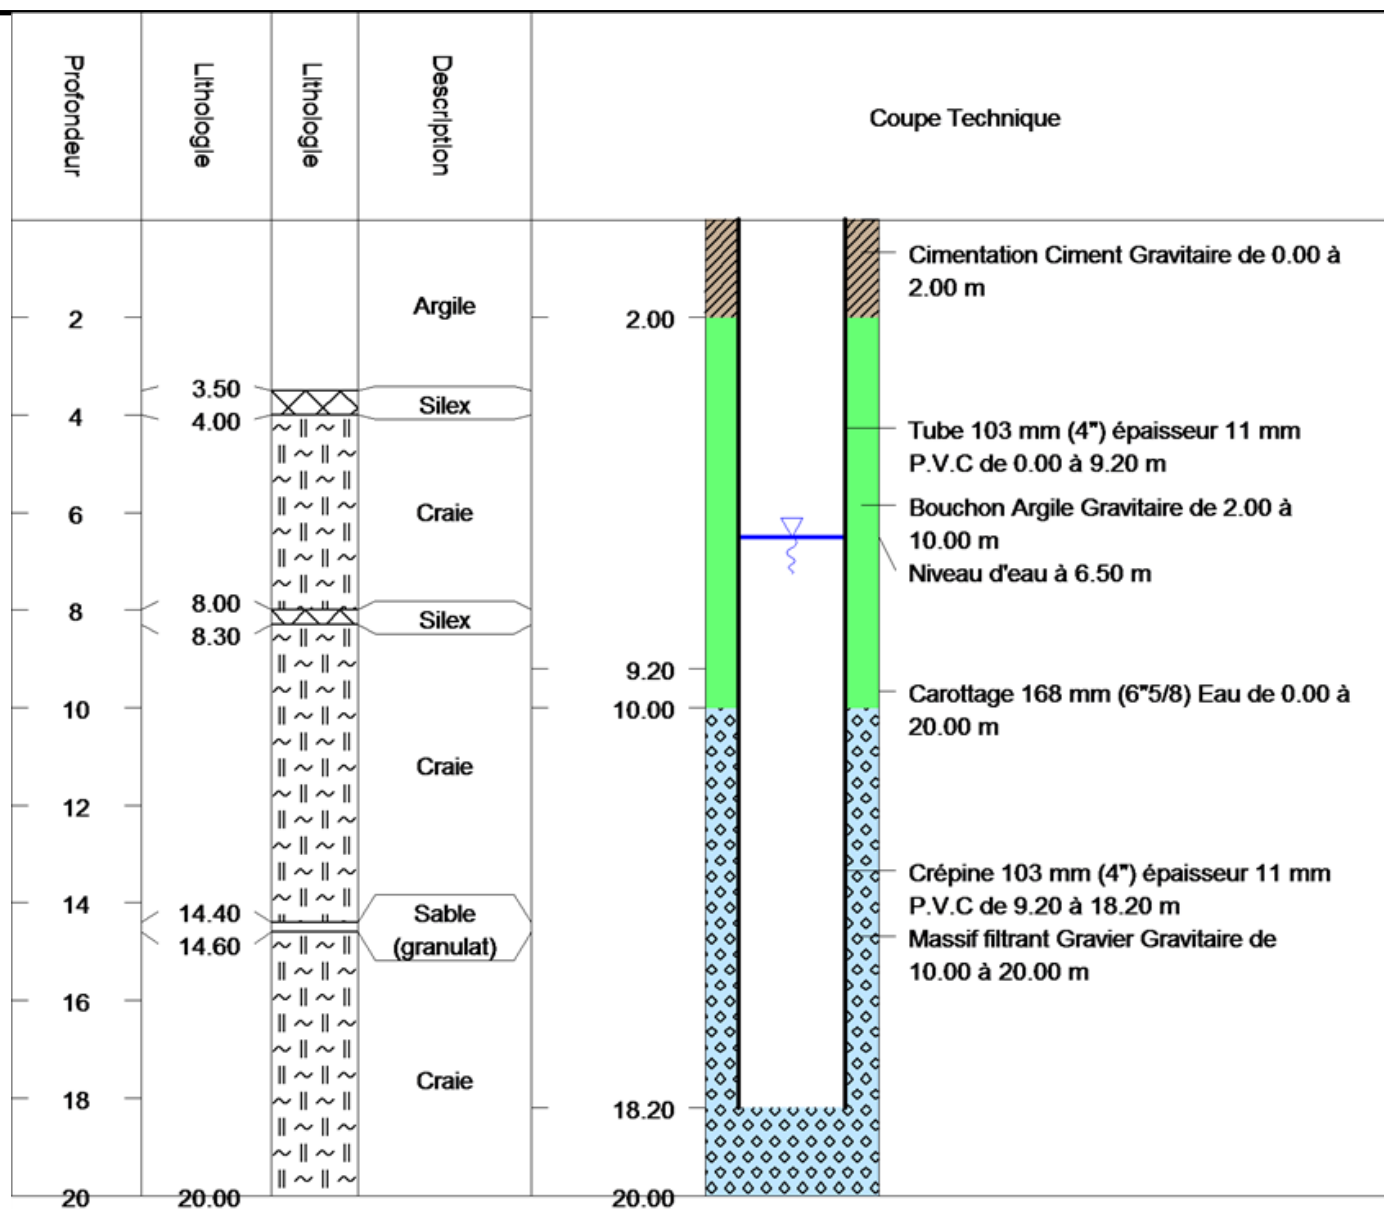 Profondeur
Lithologie
Lithologie
Description
Coupe Technique
2
4
6
8
10
12
14
16
18
20
3.50
4.00
8.00
8.30
14.40
14.60
20.00
Argile
Silex
Craie
Silex
Craie
Sable
(granulat)
Craie
2.00
9.20
10.00
18.20
20.00
Cimentation Ciment Gravitaire de 0.00 à
2.00 m
Tube 103 mm (4") épaisseur 11 mm
P.V.C de 0.00 à 9.20 m
Bouchon Argile Gravitaire de 2.00 à
10.00 m
Niveau d'eau à 6.50 m
Carottage 168 mm (6"5/8) Eau de 0.00 à
20.00 m
Crépine 103 mm (4") épaisseur 11 mm
P.V.C de 9.20 à 18.20 m
Massif filtrant Gravier Gravitaire de
10.00 à 20.00 m